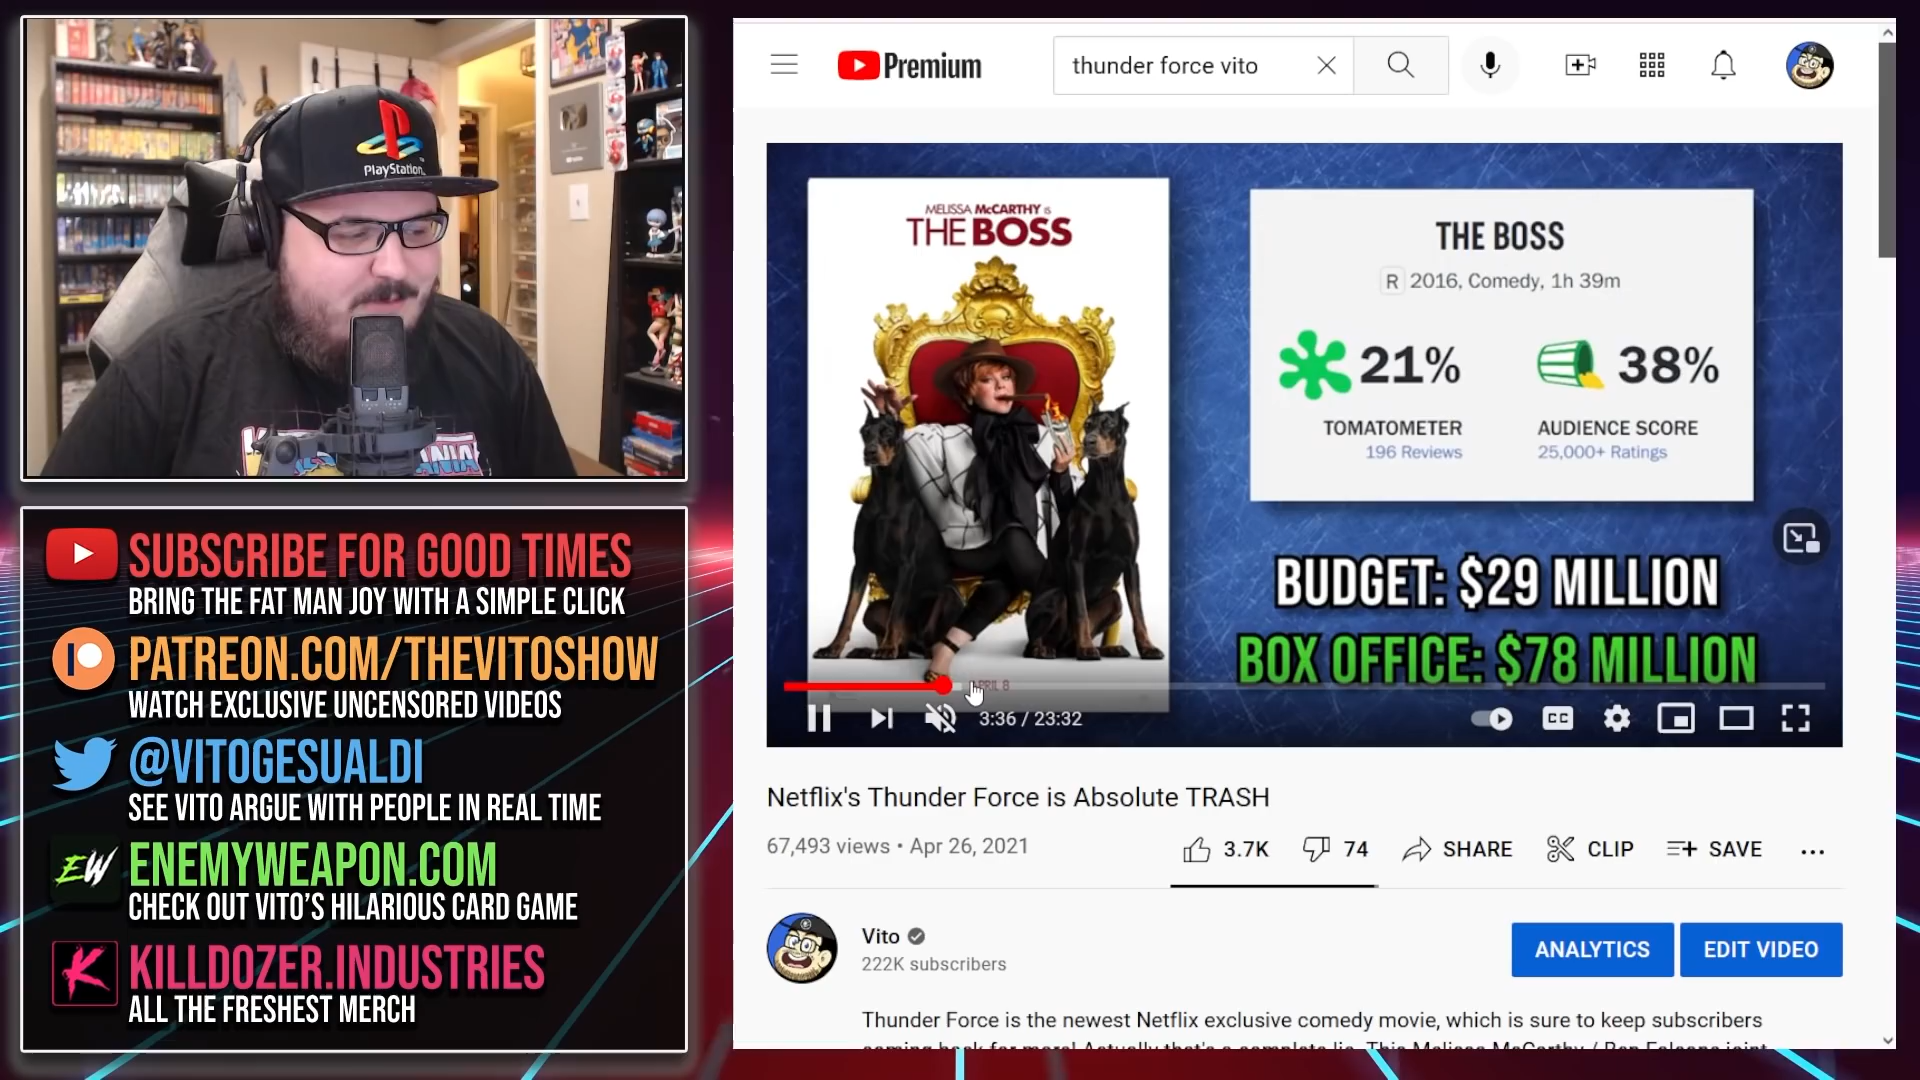 PlayStation
SUBSCRIBE FOR GOOD TIMES
BRING THE FAT MAN JOY WITH A SIMPLE CLICK
PATREON.COM/THEVITOSHOW
WATCH EXCLUSIVE UNCENSORED VIDEOS
@VITOGESUALDI
SEE VITO ARGUE WITH PEOPLE IN REAL TIME
EW
ENEMYWEAPON.COM
CHECK OUT VITO'S HILARIOUS CARD GAME
K
KILLDOZER.INDUSTRIES
ALL THE FRESHEST MERCH
Premium
thunder force vito
MELISSA McCARTHY IS
THE BOSS
APRIL 8
THE BOSS
R 2016, Comedy, 1h 39m
21% 38%
TOMATOMETER AUDIENCE SCORE
196 Reviews 25,000+ Ratings
BUDGET: $29 MILLION
BOX OFFICE: $78 MILLION
3:36 / 23:32
CC
Netflix's Thunder Force is Absolute TRASH
67,493 views • Apr 26, 2021
3.7K 74 SHARE CLIP SAVE
Vito
222K subscribers
ANALYTICS EDIT VIDEO
Thunder Force is the newest Netflix exclusive comedy movie, which is sure to keep subscribers